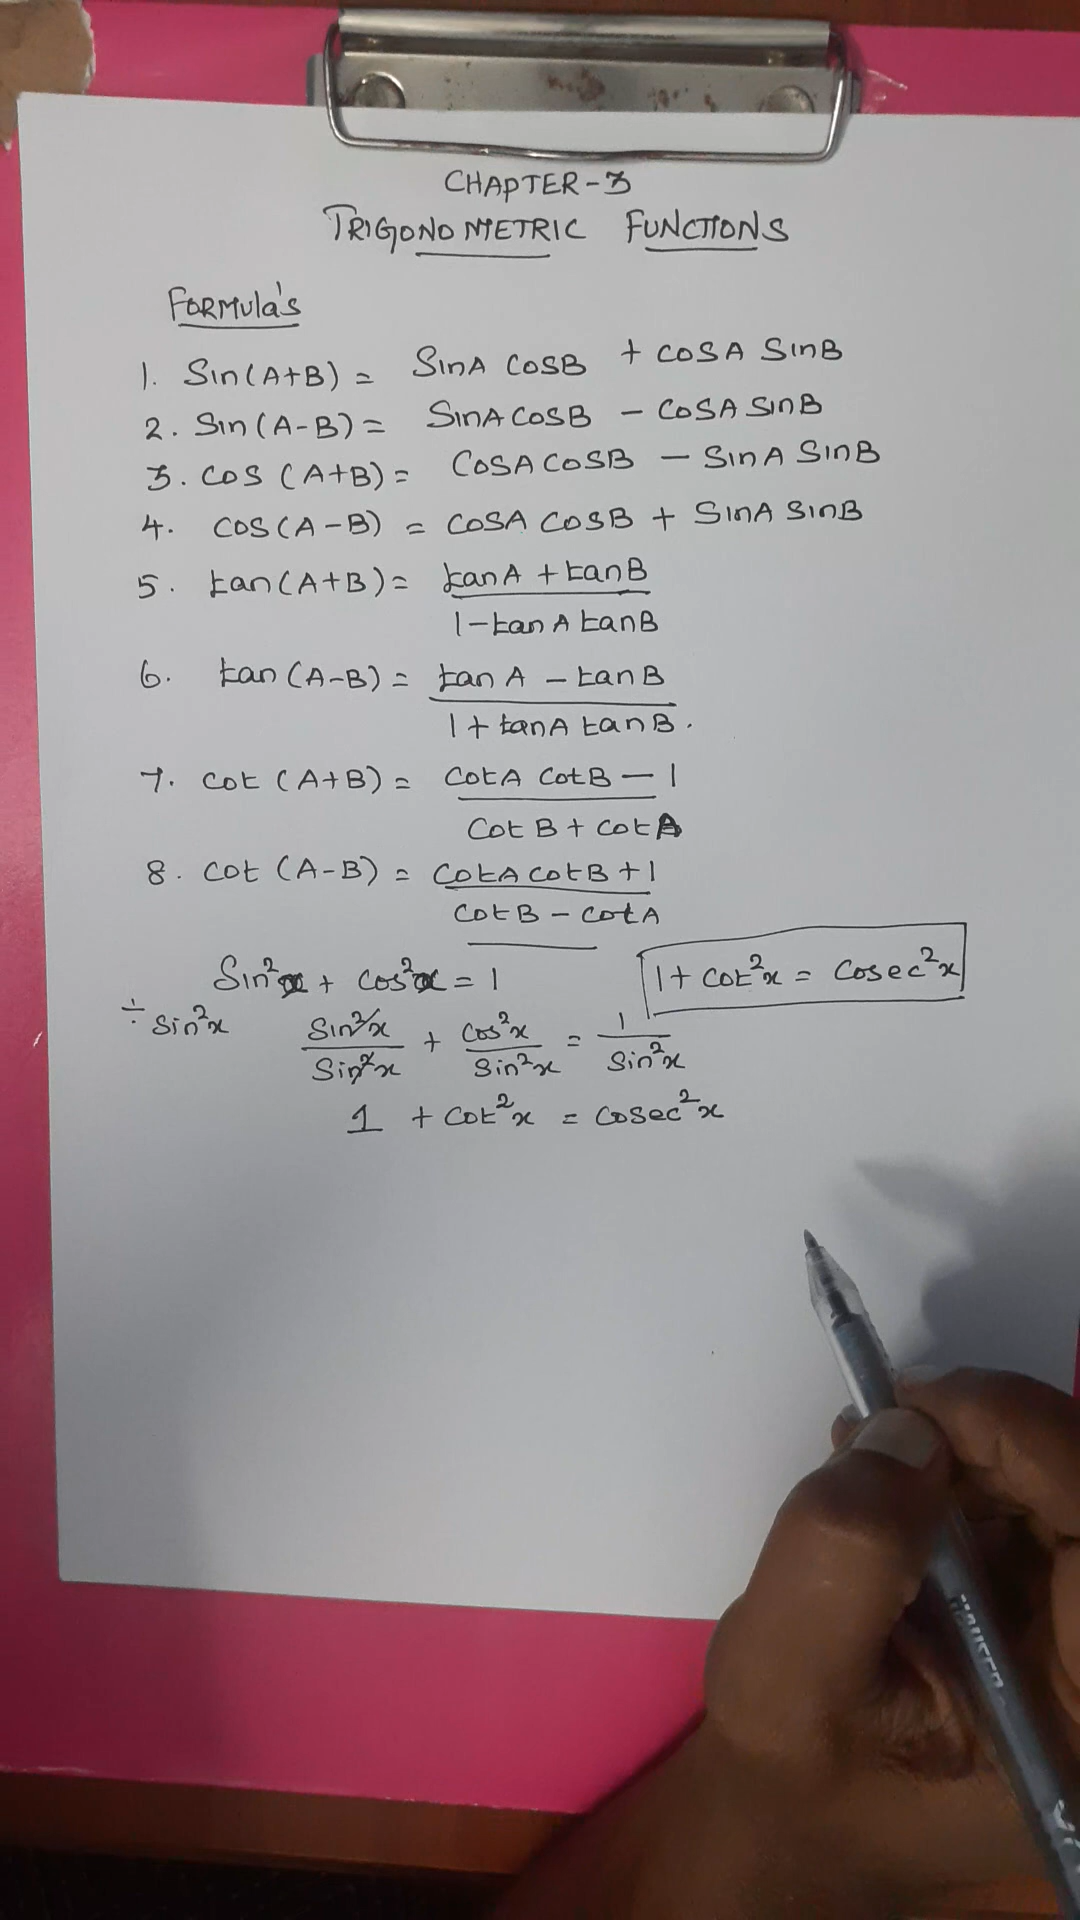 CHAPTER-3
TRIGONOMETRIC FUNCTIONS
FORMUla's
1. Sin(A+B) = SinA COSB + COSA SinB
2. Sin(A-B) = SinA COSB - COSA SinB
3. COS (A+B) = COSA COSB - SinA SinB
4. COS(A-B) = COSA COSB + SinA SinB
5. tan(A+B) = tanA + tanB
1-tanA tanB
6. tan(A-B) = tanA - tanB
1+tanA tanB.
7. cot (A+B) = cotA cotB - 1
cot B + cotA
8. cot (A-B) = cotA cotB + 1
cotB - cotA
Sin²x + cos²x = 1
1+ cot²x = cosec²x
÷ sin²x Sin²x/Sin²x + cos²x/sin²x = 1/sin²x
1 + cot²x = cosec²x